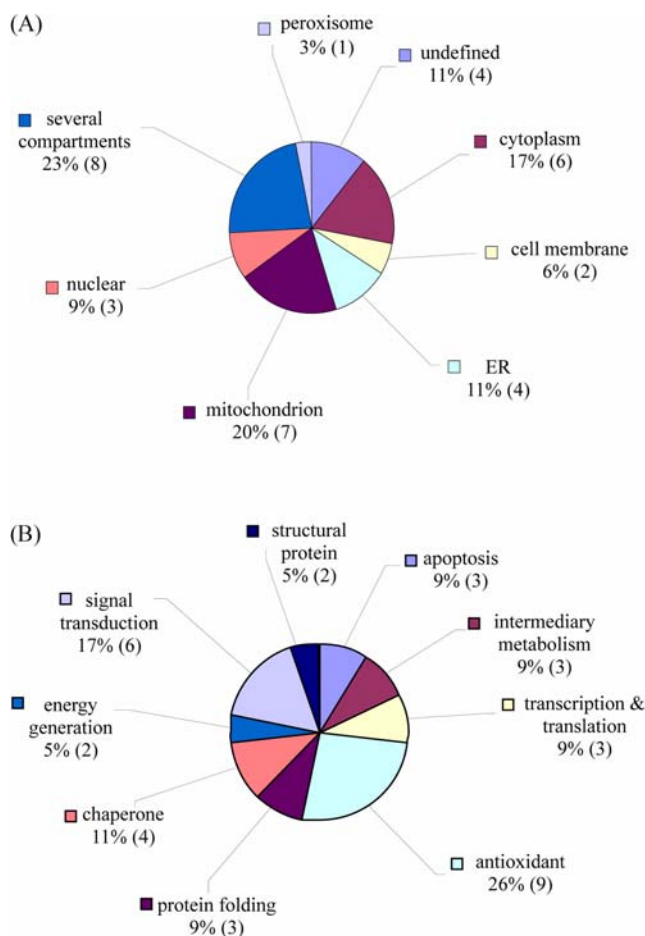 (A)
peroxisome
3% (1)
undefined
11% (4)
several
compartments
23% (8)
cytoplasm
17% (6)
cell membrane
6% (2)
nuclear
9% (3)
ER
11% (4)
mitochondrion
20% (7)
(B)
structural
protein
5% (2)
apoptosis
9% (3)
signal
transduction
17% (6)
intermediary
metabolism
9% (3)
energy
generation
5% (2)
transcription &
translation
9% (3)
chaperone
11% (4)
antioxidant
26% (9)
protein folding
9% (3)